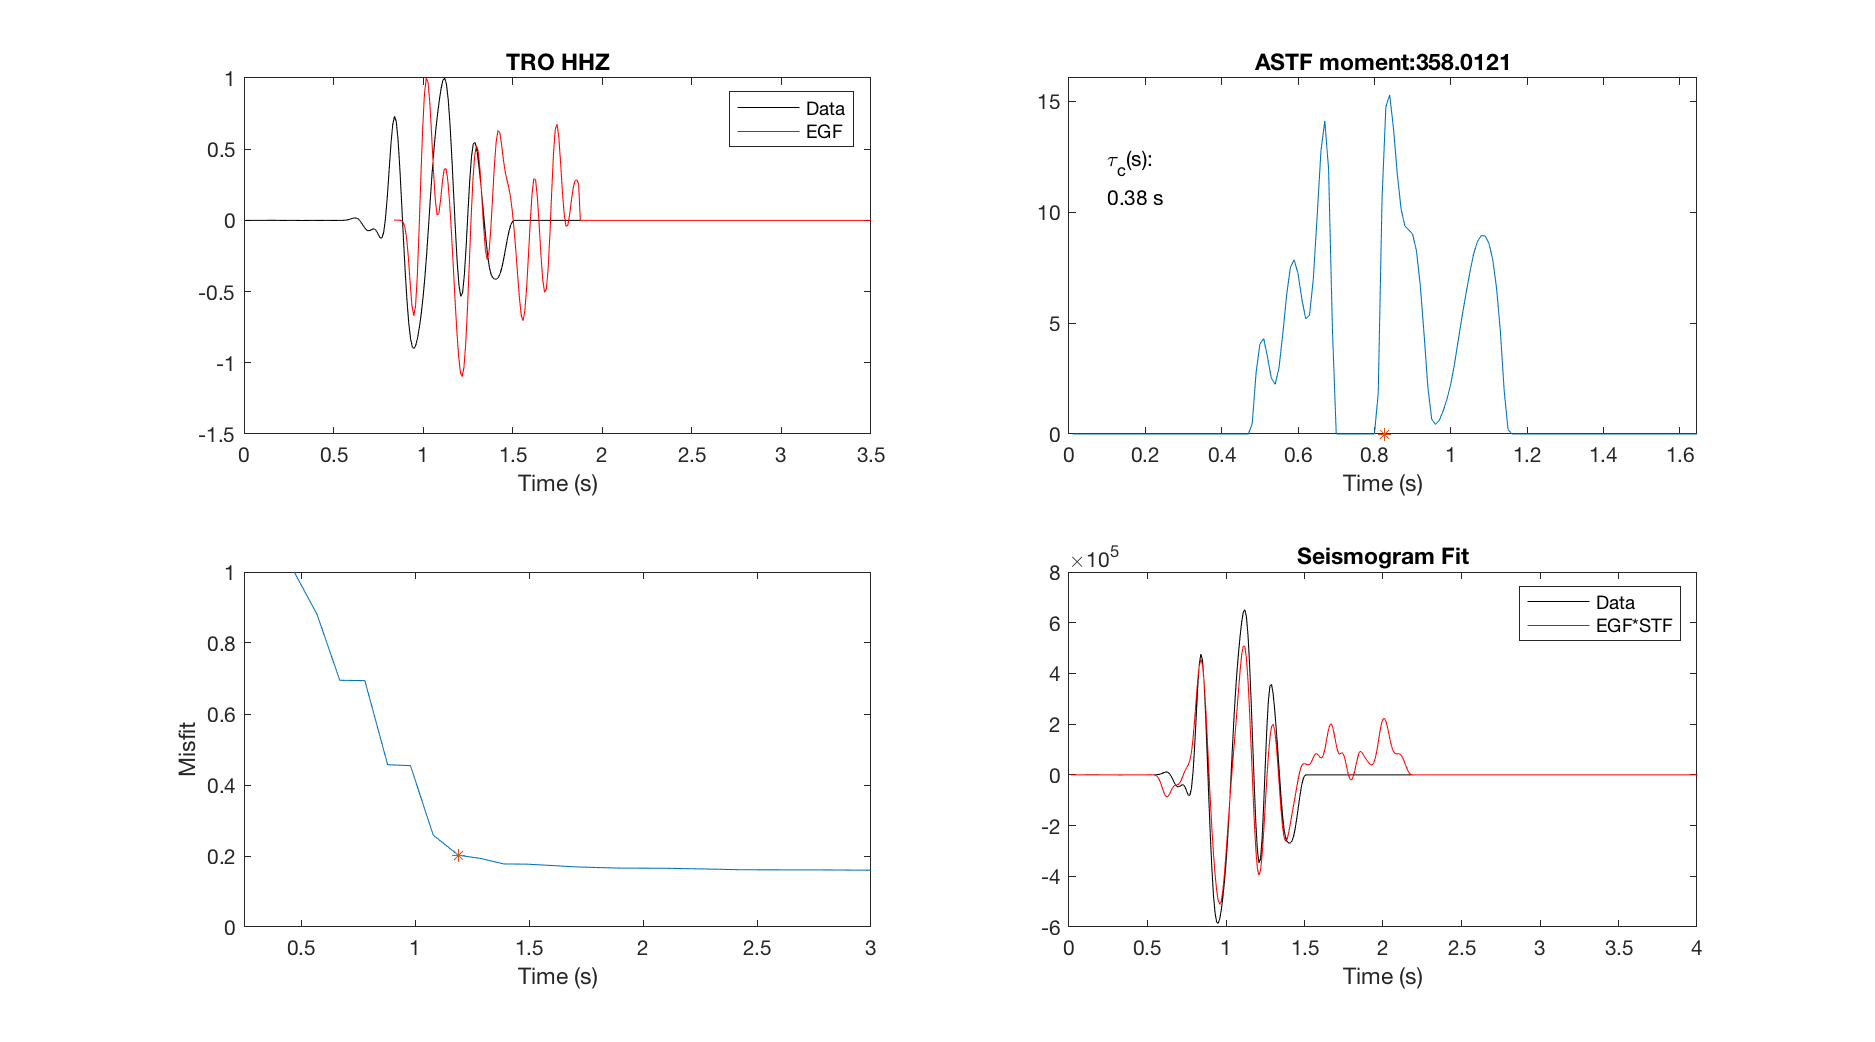 TRO HHZ
1
0.5
0
-0.5
-1
-1.5
Data
EGF
0 0.5 1 1.5 2 2.5 3 3.5
Time (s)
ASTF moment:358.0121
15
10
5
0
τc(s):
0.38 s
0 0.2 0.4 0.6 0.8 1 1.2 1.4 1.6
Time (s)
Misfit
1
0.8
0.6
0.4
0.2
0
0.5 1 1.5 2 2.5 3
Time (s)
Seismogram Fit
×10^5
8
6
4
2
0
-2
-4
-6
Data
EGF*STF
0 0.5 1 1.5 2 2.5 3 3.5 4
Time (s)